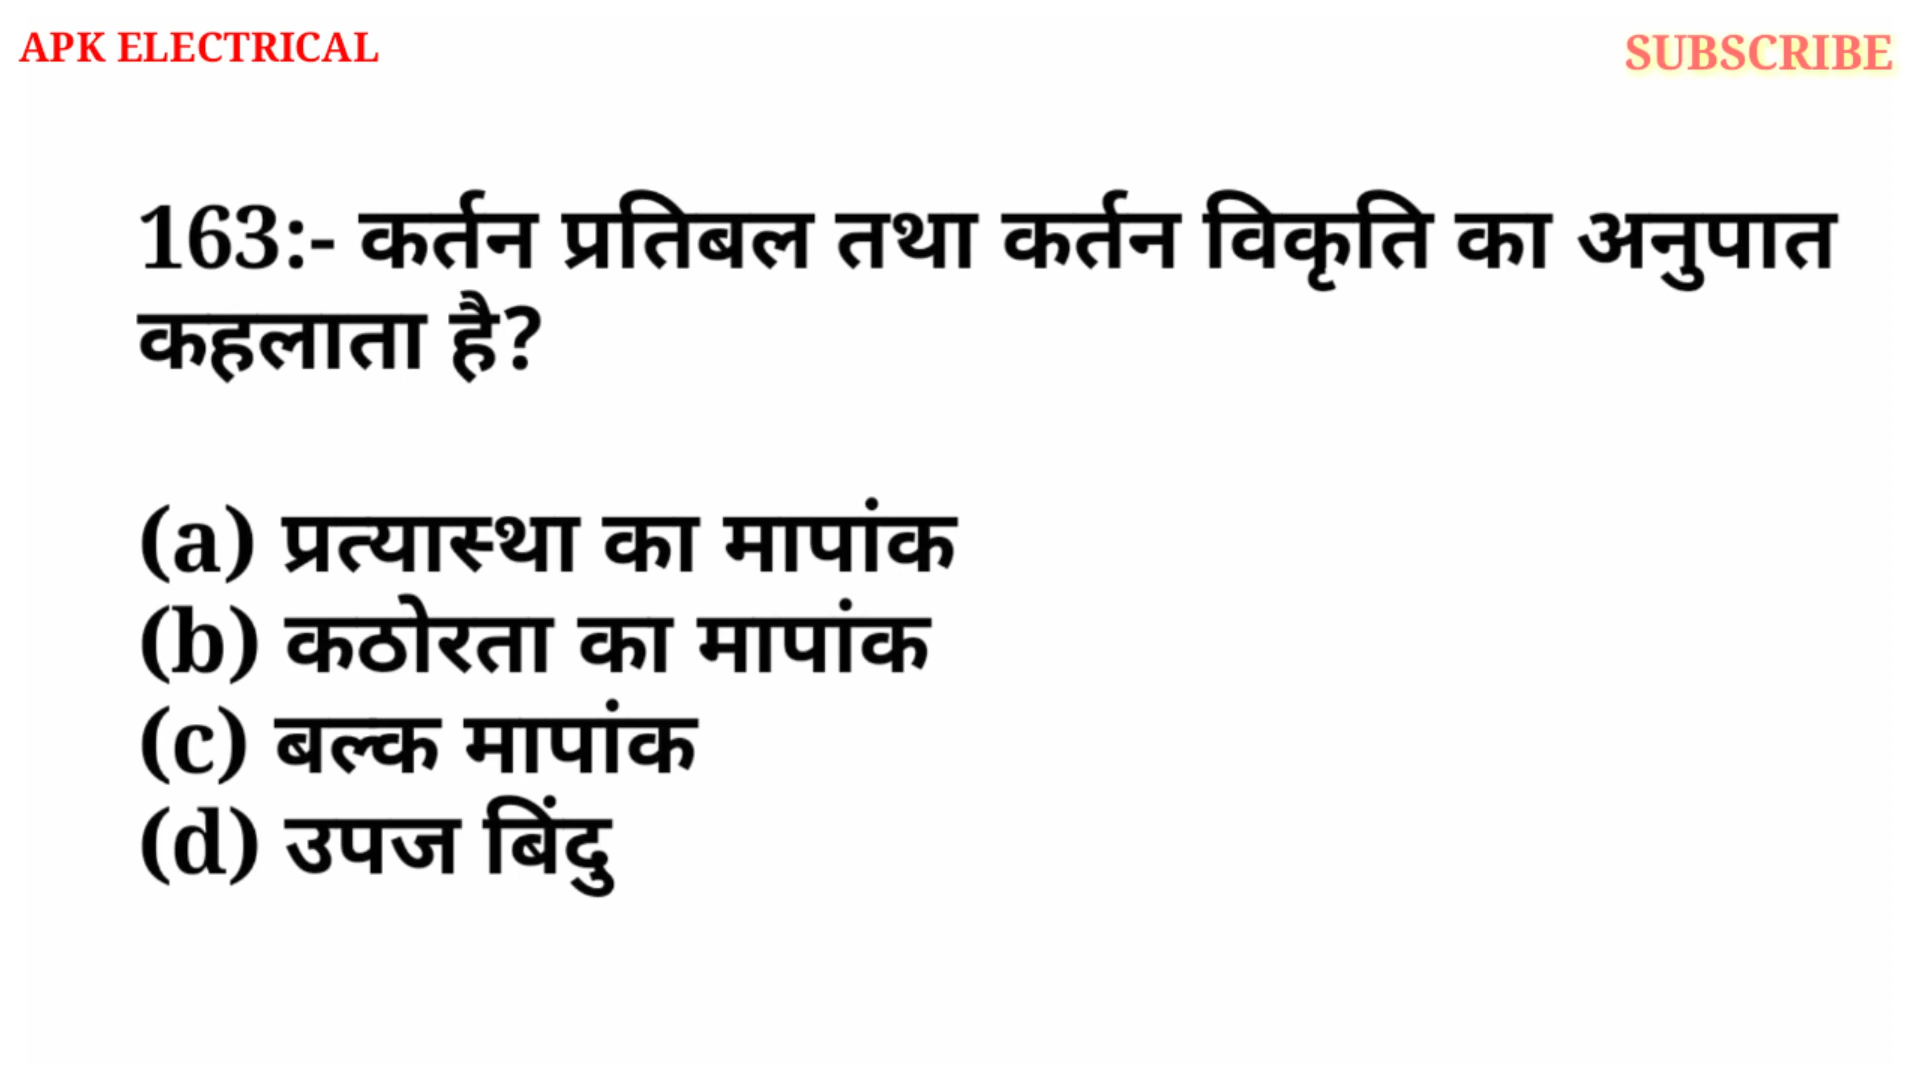 APK ELECTRICAL
SUBSCRIBE
163:- कर्तन प्रतिबल तथा कर्तन विकृति का अनुपात
कहलाता है?
(a) प्रत्यास्था का मापांक
(b) कठोरता का मापांक
(c) बल्क मापांक
(d) उपज बिंदु